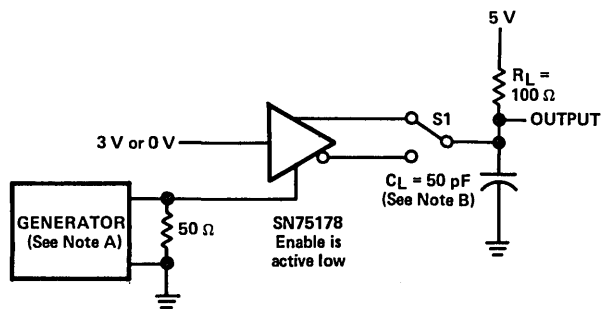 5 V
R_L =
100 Ω
S1
OUTPUT
3 V or 0 V
C_L = 50 pF
(See Note B)
GENERATOR
(See Note A)
50 Ω
SN75178
Enable is
active low